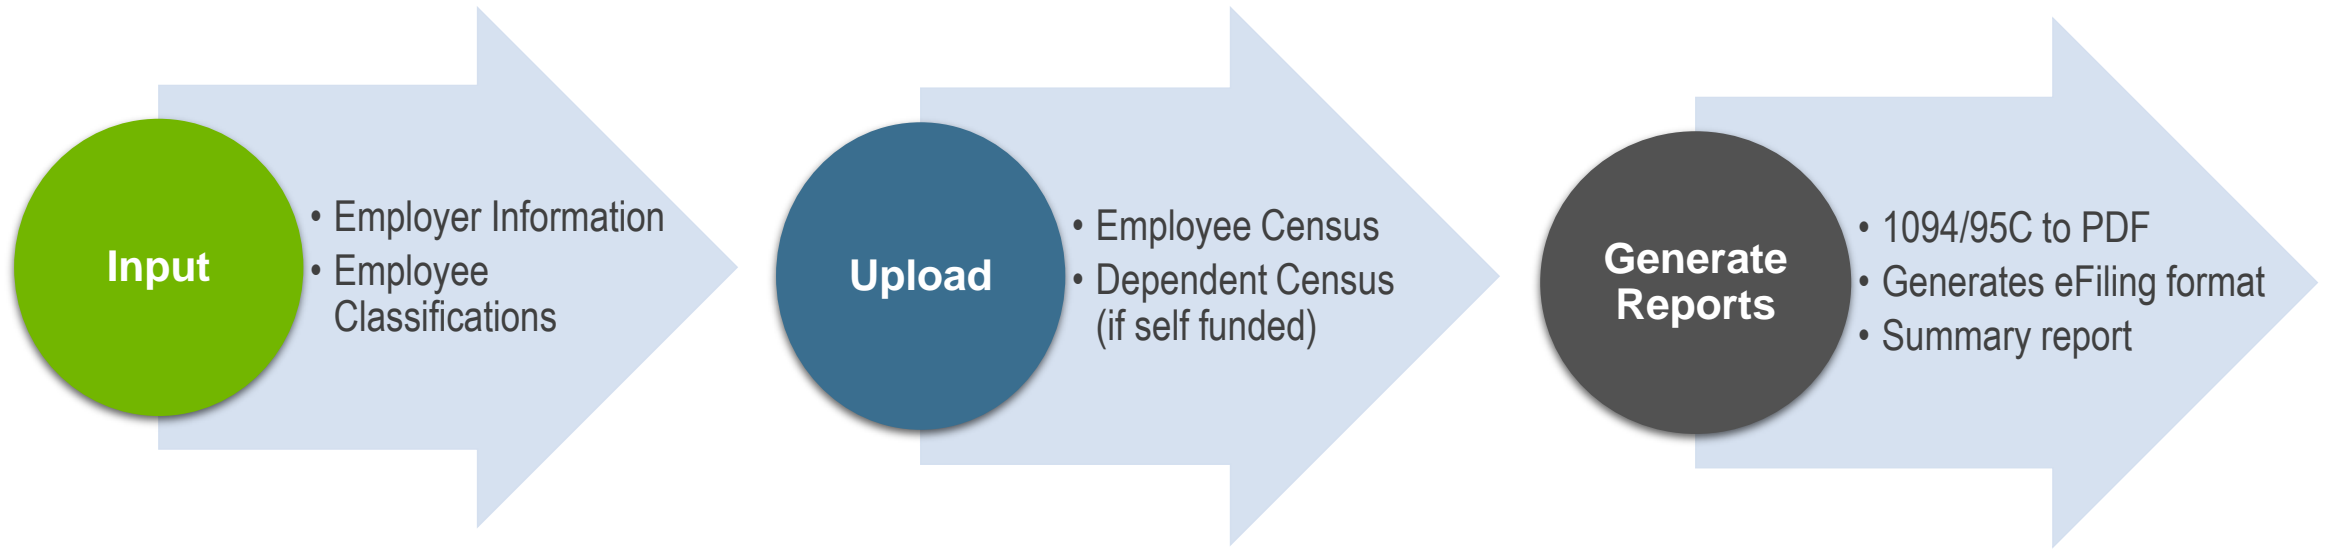 Input
• Employer Information
• Employee
Classifications
Upload
• Employee Census
• Dependent Census
(if self funded)
Generate
Reports
• 1094/95C to PDF
• Generates eFiling format
• Summary report